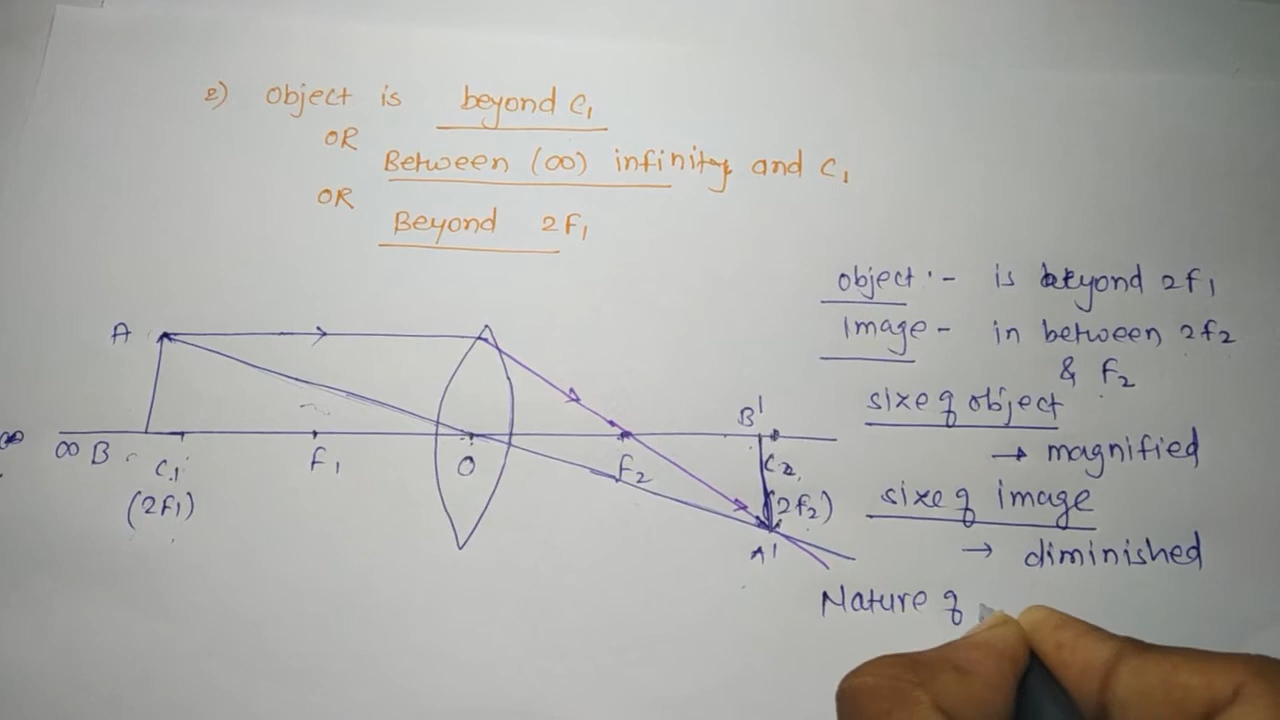 2) object is beyond C1
OR
Between (∞) infinity and C1
OR
Beyond 2F1
object :- is beyond 2f1
Image - in between 2f2
& f2
size of object
→ magnified
size of image
→ diminished
Nature of
A
B'
∞ B
C1
(2F1)
F1
O
F2
C2
(2f2)
A'
∞